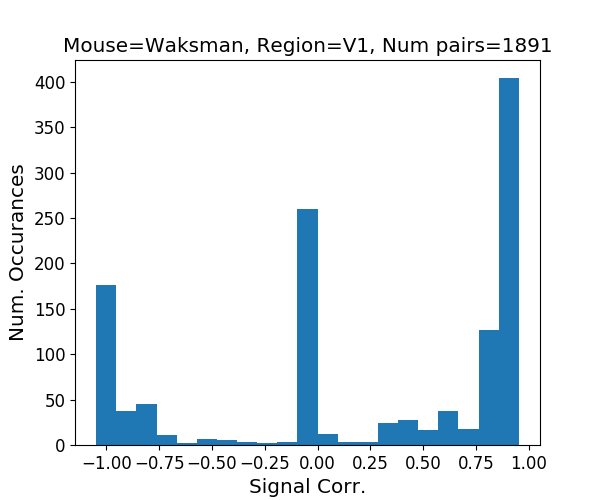 Mouse=Waksman, Region=V1, Num pairs=1891
Num. Occurances
400
350
300
250
200
150
100
50
0
−1.00 −0.75 −0.50 −0.25 0.00 0.25 0.50 0.75 1.00
Signal Corr.